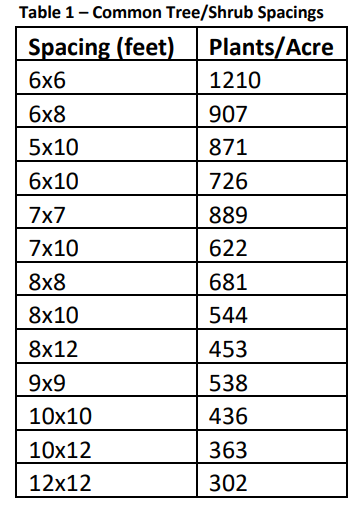 Table 1 – Common Tree/Shrub Spacings
Spacing (feet) Plants/Acre
6x6 1210
6x8 907
5x10 871
6x10 726
7x7 889
7x10 622
8x8 681
8x10 544
8x12 453
9x9 538
10x10 436
10x12 363
12x12 302